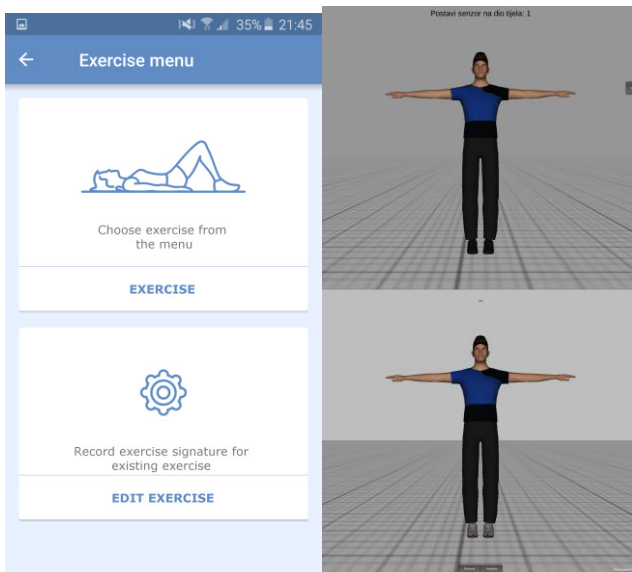 35% 21:45
Exercise menu
Choose exercise from
the menu
EXERCISE
Record exercise signature for
existing exercise
EDIT EXERCISE
Postavi senzor na dio tijela: 1